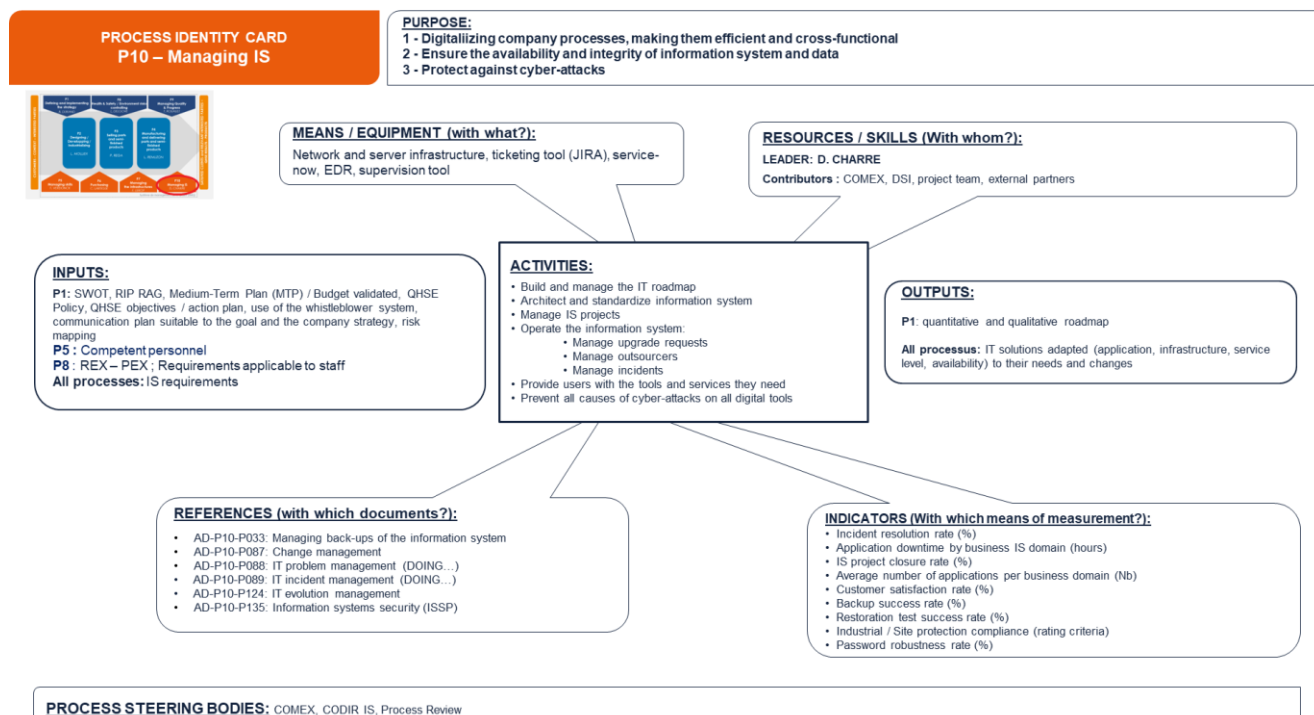 PROCESS IDENTITY CARD
P10 – Managing IS
PURPOSE:
1 - Digitaliizing company processes, making them efficient and cross-functional
2 - Ensure the availability and integrity of information system and data
3 - Protect against cyber-attacks
MEANS / EQUIPMENT (with what?):
Network and server infrastructure, ticketing tool (JIRA), service-
now, EDR, supervision tool
RESOURCES / SKILLS (With whom?):
LEADER: D. CHARRE
Contributors : COMEX, DSI, project team, external partners
INPUTS:
P1: SWOT, RIP RAG, Medium-Term Plan (MTP) / Budget validated, QHSE
Policy, QHSE objectives / action plan, use of the whistleblower system,
communication plan suitable to the goal and the company strategy, risk
mapping
P5 : Competent personnel
P8 : REX – PEX ; Requirements applicable to staff
All processes: IS requirements
ACTIVITIES:
• Build and manage the IT roadmap
• Architect and standardize information system
• Manage IS projects
• Operate the information system:
• Manage upgrade requests
• Manage outsourcers
• Manage incidents
• Provide users with the tools and services they need
• Prevent all causes of cyber-attacks on all digital tools
OUTPUTS:
P1: quantitative and qualitative roadmap
All processus: IT solutions adapted (application, infrastructure, service
level, availability) to their needs and changes
REFERENCES (with which documents?):
• AD-P10-P033: Managing back-ups of the information system
• AD-P10-P087: Change management
• AD-P10-P088: IT problem management (DOING…)
• AD-P10-P089: IT incident management (DOING…)
• AD-P10-P124: IT evolution management
• AD-P10-P135: Information systems security (ISSP)
INDICATORS (With which means of measurement?):
• Incident resolution rate (%)
• Application downtime by business IS domain (hours)
• IS project closure rate (%)
• Average number of applications per business domain (Nb)
• Customer satisfaction rate (%)
• Backup success rate (%)
• Restoration test success rate (%)
• Industrial / Site protection compliance (rating criteria)
• Password robustness rate (%)
PROCESS STEERING BODIES: COMEX, CODIR IS, Process Review